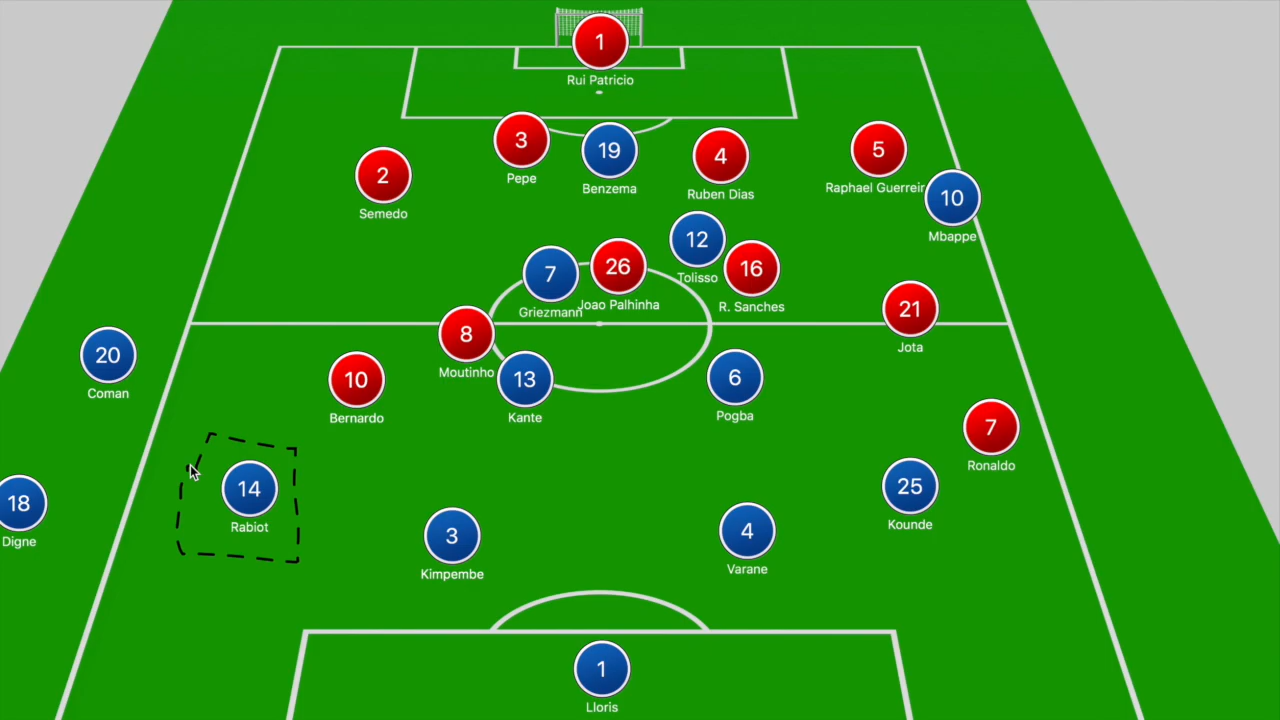 1
Rui Patricio
3
Pepe
19
Benzema
4
Ruben Dias
5
Raphael Guerreir
2
Semedo
10
Mbappe
12
Tolisso
7
Griezmann
26
Joao Palhinha
16
R. Sanches
21
Jota
8
Moutinho
20
Coman
10
Bernardo
13
Kante
6
Pogba
7
Ronaldo
14
Rabiot
25
Kounde
18
Digne
3
Kimpembe
4
Varane
1
Lloris